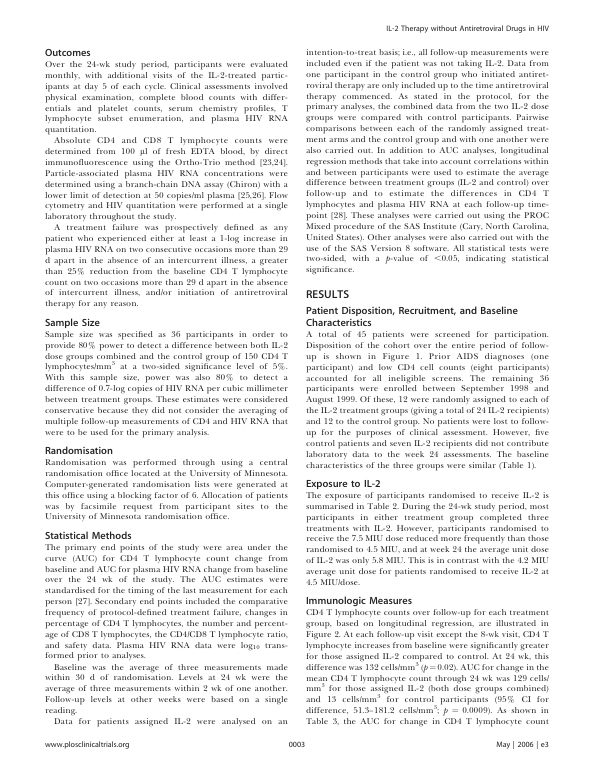 IL-2 Therapy without Antiretroviral Drugs in HIV
Outcomes
Over the 24-wk study period, participants were evaluated
monthly, with additional visits of the IL-2-treated partic-
ipants at day 5 of each cycle. Clinical assessments involved
physical examination, complete blood counts with differ-
entials and platelet counts, serum chemistry profiles, T
lymphocyte subset enumeration, and plasma HIV RNA
quantitation.
Absolute CD4 and CD8 T lymphocyte counts were
determined from 100 µl of fresh EDTA blood, by direct
immunofluorescence using the Ortho-Trio method [23,24].
Particle-associated plasma HIV RNA concentrations were
determined using a branch-chain DNA assay (Chiron) with a
lower limit of detection at 50 copies/ml plasma [25,26]. Flow
cytometry and HIV quantitation were performed at a single
laboratory throughout the study.
A treatment failure was prospectively defined as any
patient who experienced either at least a 1-log increase in
plasma HIV RNA on two consecutive occasions more than 29
d apart in the absence of an intercurrent illness, a greater
than 25% reduction from the baseline CD4 T lymphocyte
count on two occasions more than 29 d apart in the absence
of intercurrent illness, and/or initiation of antiretroviral
therapy for any reason.
Sample Size
Sample size was specified as 36 participants in order to
provide 80% power to detect a difference between both IL-2
dose groups combined and the control group of 150 CD4 T
lymphocytes/mm³ at a two-sided significance level of 5%.
With this sample size, power was also 80% to detect a
difference of 0.7-log copies of HIV RNA per cubic millimeter
between treatment groups. These estimates were considered
conservative because they did not consider the averaging of
multiple follow-up measurements of CD4 and HIV RNA that
were to be used for the primary analysis.
Randomisation
Randomisation was performed through using a central
randomisation office located at the University of Minnesota.
Computer-generated randomisation lists were generated at
this office using a blocking factor of 6. Allocation of patients
was by facsimile request from participant sites to the
University of Minnesota randomisation office.
Statistical Methods
The primary end points of the study were area under the
curve (AUC) for CD4 T lymphocyte count change from
baseline and AUC for plasma HIV RNA change from baseline
over the 24 wk of the study. The AUC estimates were
standardised for the timing of the last measurement for each
person [27]. Secondary end points included the comparative
frequency of protocol-defined treatment failure, changes in
percentage of CD4 T lymphocytes, the number and percent-
age of CD8 T lymphocytes, the CD4/CD8 T lymphocyte ratio,
and safety data. Plasma HIV RNA data were log₁₀ trans-
formed prior to analyses.
Baseline was the average of three measurements made
within 30 d of randomisation. Levels at 24 wk were the
average of three measurements within 2 wk of one another.
Follow-up levels at other weeks were based on a single
reading.
Data for patients assigned IL-2 were analysed on an
intention-to-treat basis; i.e., all follow-up measurements were
included even if the patient was not taking IL-2. Data from
one participant in the control group who initiated antiret-
roviral therapy are only included up to the time antiretroviral
therapy commenced. As stated in the protocol, for the
primary analyses, the combined data from the two IL-2 dose
groups were compared with control participants. Pairwise
comparisons between each of the randomly assigned treat-
ment arms and the control group and with one another were
also carried out. In addition to AUC analyses, longitudinal
regression methods that take into account correlations within
and between participants were used to estimate the average
difference between treatment groups (IL-2 and control) over
follow-up and to estimate the differences in CD4 T
lymphocytes and plasma HIV RNA at each follow-up time-
point [28]. These analyses were carried out using the PROC
Mixed procedure of the SAS Institute (Cary, North Carolina,
United States). Other analyses were also carried out with the
use of the SAS Version 8 software. All statistical tests were
two-sided, with a p-value of <0.05, indicating statistical
significance.
RESULTS
Patient Disposition, Recruitment, and Baseline
Characteristics
A total of 45 patients were screened for participation.
Disposition of the cohort over the entire period of follow-
up is shown in Figure 1. Prior AIDS diagnoses (one
participant) and low CD4 cell counts (eight participants)
accounted for all ineligible screens. The remaining 36
participants were enrolled between September 1998 and
August 1999. Of these, 12 were randomly assigned to each of
the IL-2 treatment groups (giving a total of 24 IL-2 recipients)
and 12 to the control group. No patients were lost to follow-
up for the purposes of clinical assessment. However, five
control patients and seven IL-2 recipients did not contribute
laboratory data to the week 24 assessments. The baseline
characteristics of the three groups were similar (Table 1).
Exposure to IL-2
The exposure of participants randomised to receive IL-2 is
summarised in Table 2. During the 24-wk study period, most
participants in either treatment group completed three
treatments with IL-2. However, participants randomised to
receive the 7.5 MIU dose reduced more frequently than those
randomised to 4.5 MIU, and at week 24 the average unit dose
of IL-2 was only 5.8 MIU. This is in contrast with the 4.2 MIU
average unit dose for patients randomised to receive IL-2 at
4.5 MIU/dose.
Immunologic Measures
CD4 T lymphocyte counts over follow-up for each treatment
group, based on longitudinal regression, are illustrated in
Figure 2. At each follow-up visit except the 8-wk visit, CD4 T
lymphocyte increases from baseline were significantly greater
for those assigned IL-2 compared to control. At 24 wk, this
difference was 132 cells/mm³ (p = 0.02). AUC for change in the
mean CD4 T lymphocyte count through 24 wk was 129 cells/
mm³ for those assigned IL-2 (both dose groups combined)
and 13 cells/mm³ for control participants (95% CI for
difference, 51.3–181.2 cells/mm³; p = 0.0009). As shown in
Table 3, the AUC for change in CD4 T lymphocyte count
www.plosclinicaltrials.org
0003
May | 2006 | e3